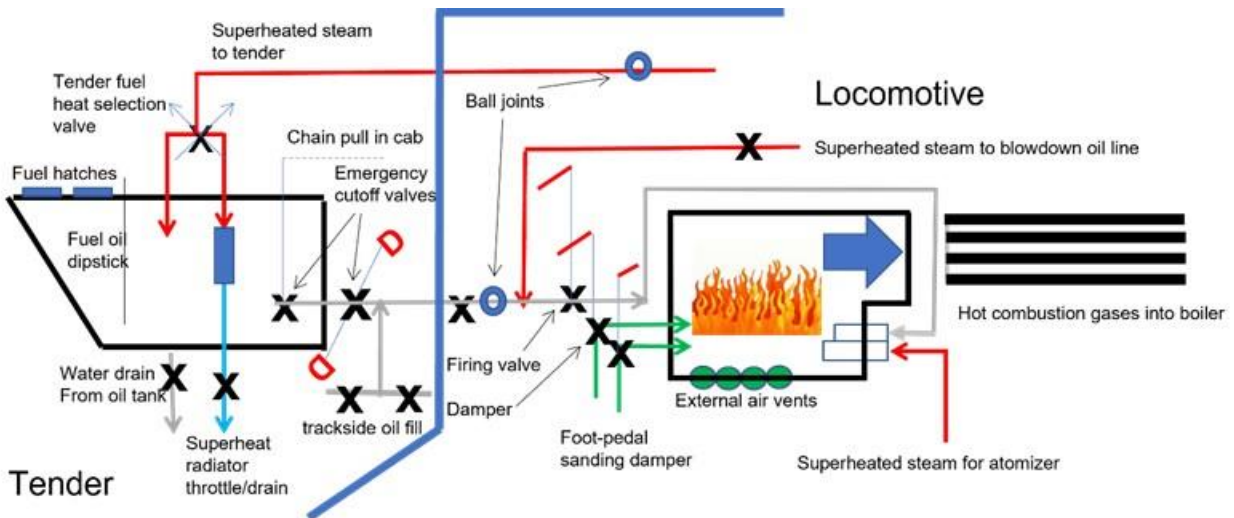 Superheated steam
to tender
Tender fuel
heat selection
valve
Ball joints
Locomotive
Chain pull in cab
Superheated steam to blowdown oil line
Fuel hatches
Emergency
cutoff valves
Fuel oil
dipstick
D
D
Hot combustion gases into boiler
Firing valve
Water drain
From oil tank
Damper
External air vents
trackside oil fill
Superheat
radiator
throttle/drain
Foot-pedal
sanding damper
Superheated steam for atomizer
Tender